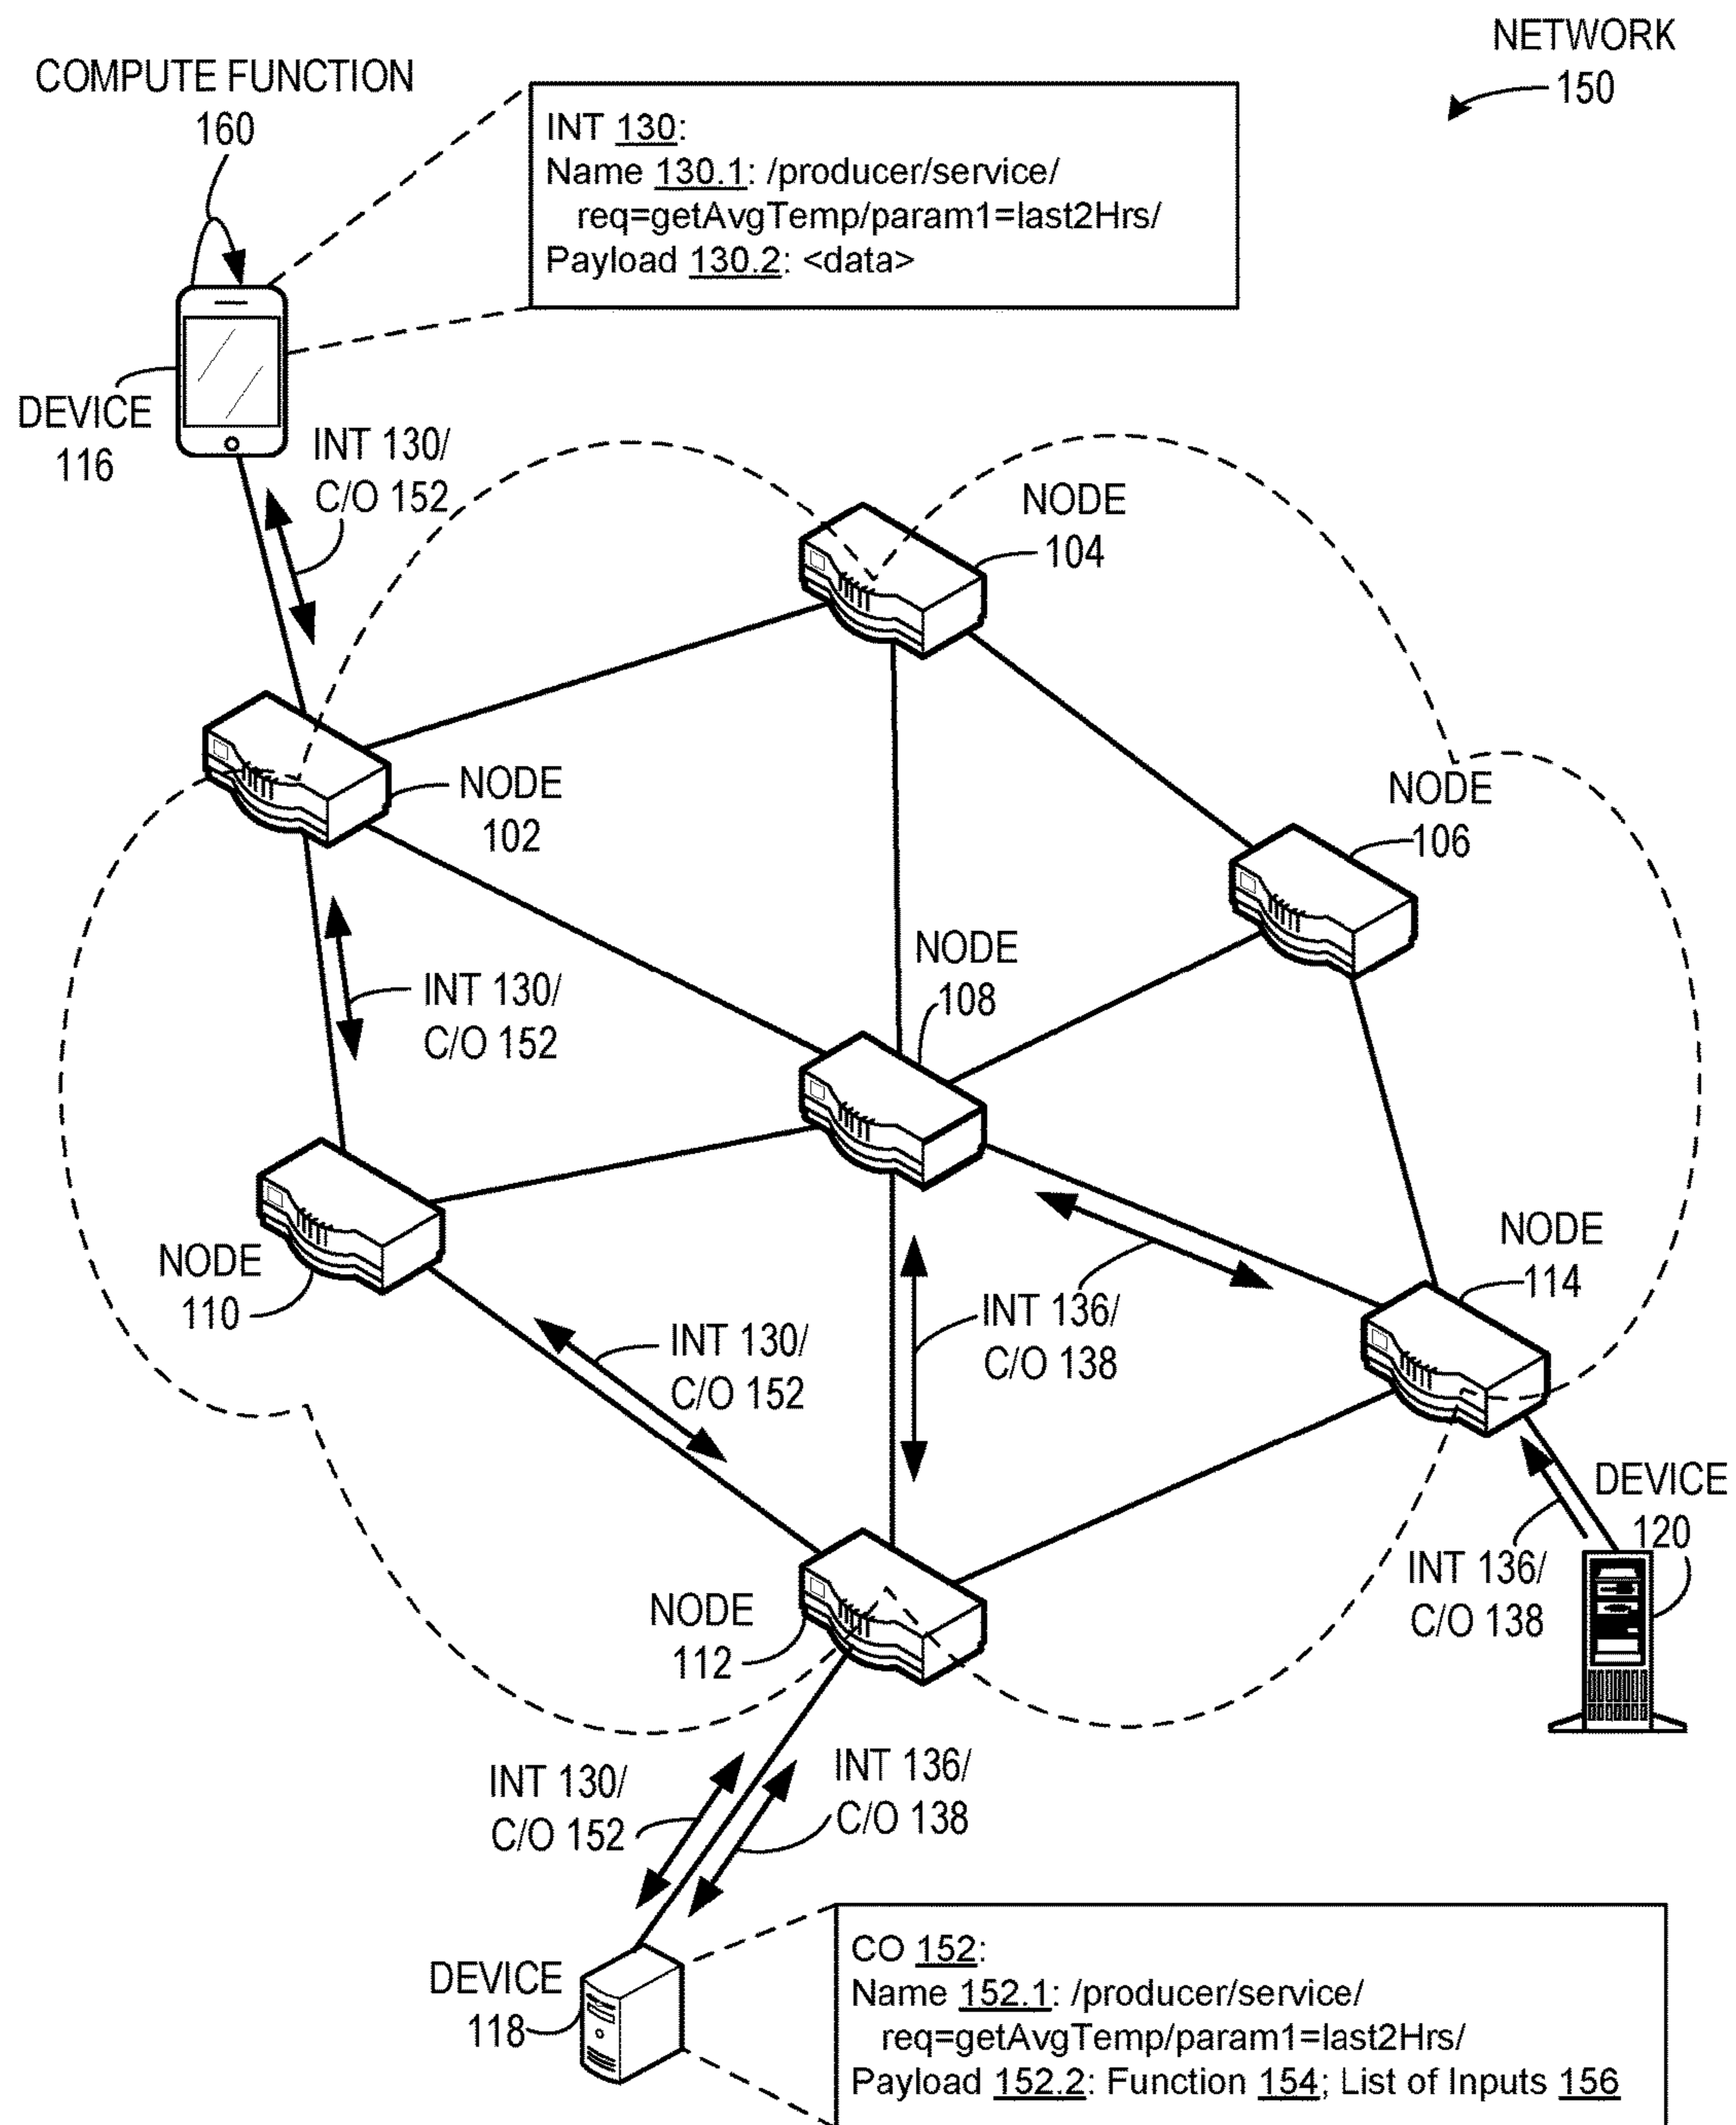 NETWORK
150
COMPUTE FUNCTION
160
INT 130:
Name 130.1: /producer/service/
req=getAvgTemp/param1=last2Hrs/
Payload 130.2: <data>
DEVICE
116
INT 130/
C/O 152
NODE
104
NODE
102
NODE
106
NODE
108
INT 130/
C/O 152
NODE
110
NODE
114
INT 136/
C/O 138
INT 130/
C/O 152
DEVICE
120
INT 136/
C/O 138
NODE
112
INT 130/
C/O 152
INT 136/
C/O 138
DEVICE
118
CO 152:
Name 152.1: /producer/service/
req=getAvgTemp/param1=last2Hrs/
Payload 152.2: Function 154; List of Inputs 156